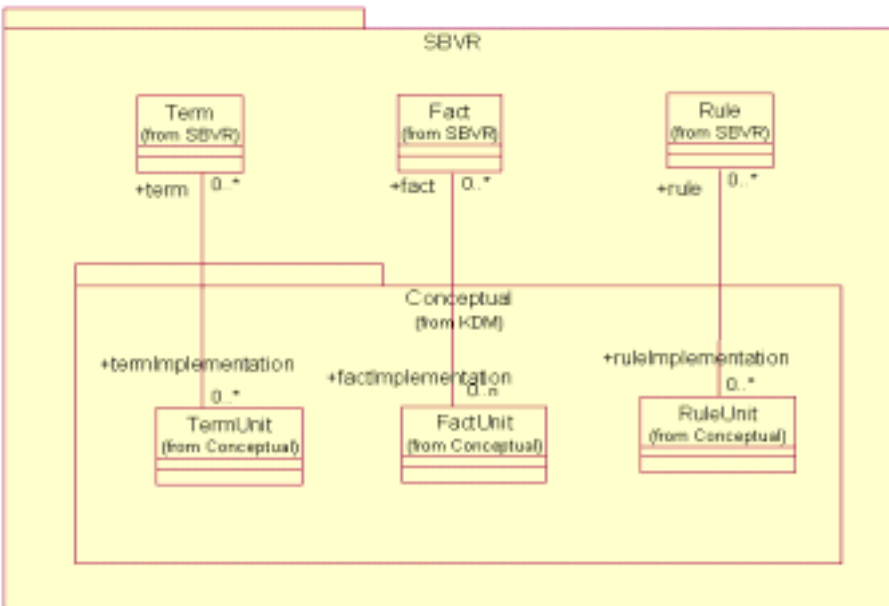 SBVR
Term
(from SBVR)
Fact
(from SBVR)
Rule
(from SBVR)
+term 0..*
+fact 0..*
+rule 0..*
Conceptual
(from KDM)
+termImplementation
0..*
+factImplementation
0..n
+ruleImplementation
0..*
TermUnit
(from Conceptual)
FactUnit
(from Conceptual)
RuleUnit
(from Conceptual)